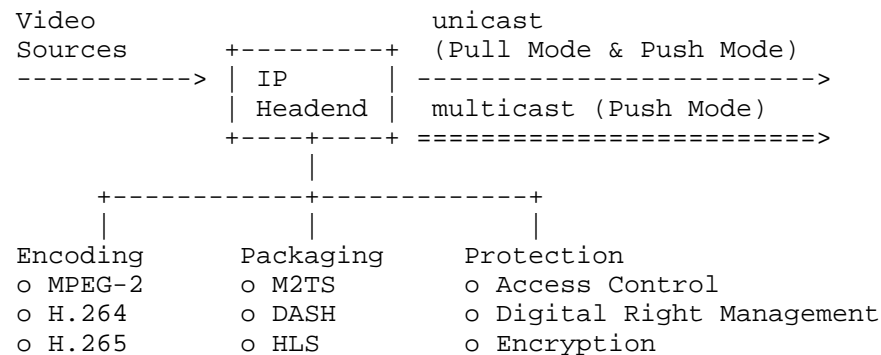 Video                          unicast
Sources       +---------+  (Pull Mode & Push Mode)
-----------> | IP      | ------------------------->
             | Headend |  multicast (Push Mode)
             +----+----+ =========================>
                  |
     +------------+-------------+
     |            |             |
Encoding      Packaging     Protection
o MPEG-2      o M2TS        o Access Control
o H.264       o DASH        o Digital Right Management
o H.265       o HLS         o Encryption